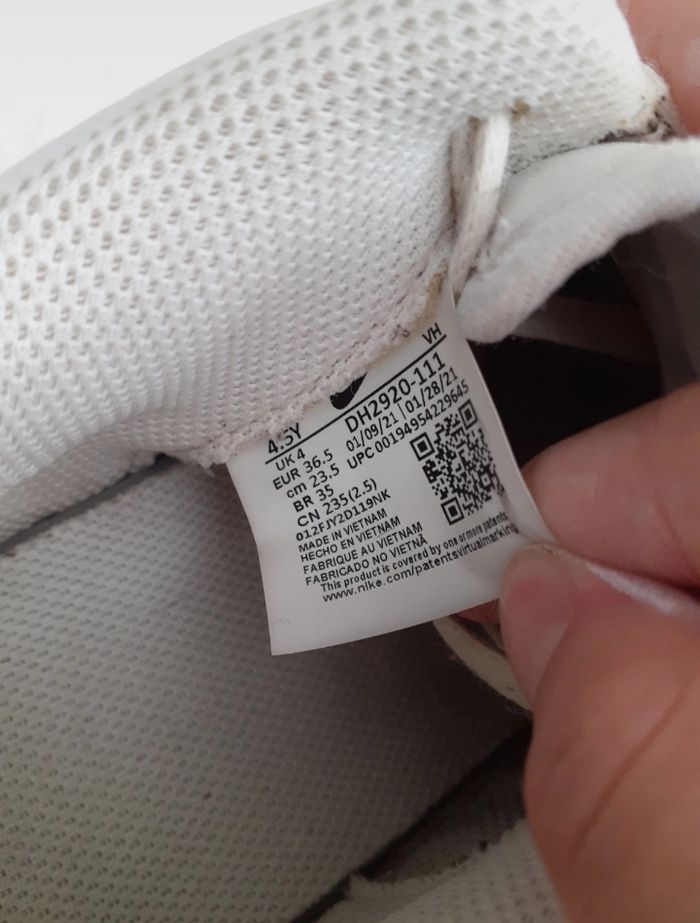 VH
4.5Y DH2920-111
UK 4 01/09/21 01/28/21
EUR 36.5 UPC00194954229645
cm 23.5
BR 35
CN 235(2.5)
012FJY2D119NK
MADE IN VIETNAM
HECHO EN VIETNAM
FABRIQUE AU VIETNAM
FABRICADO NO VIETNÃ
This product is covered by one or more patents
www.nike.com/patentsvirtualmarking